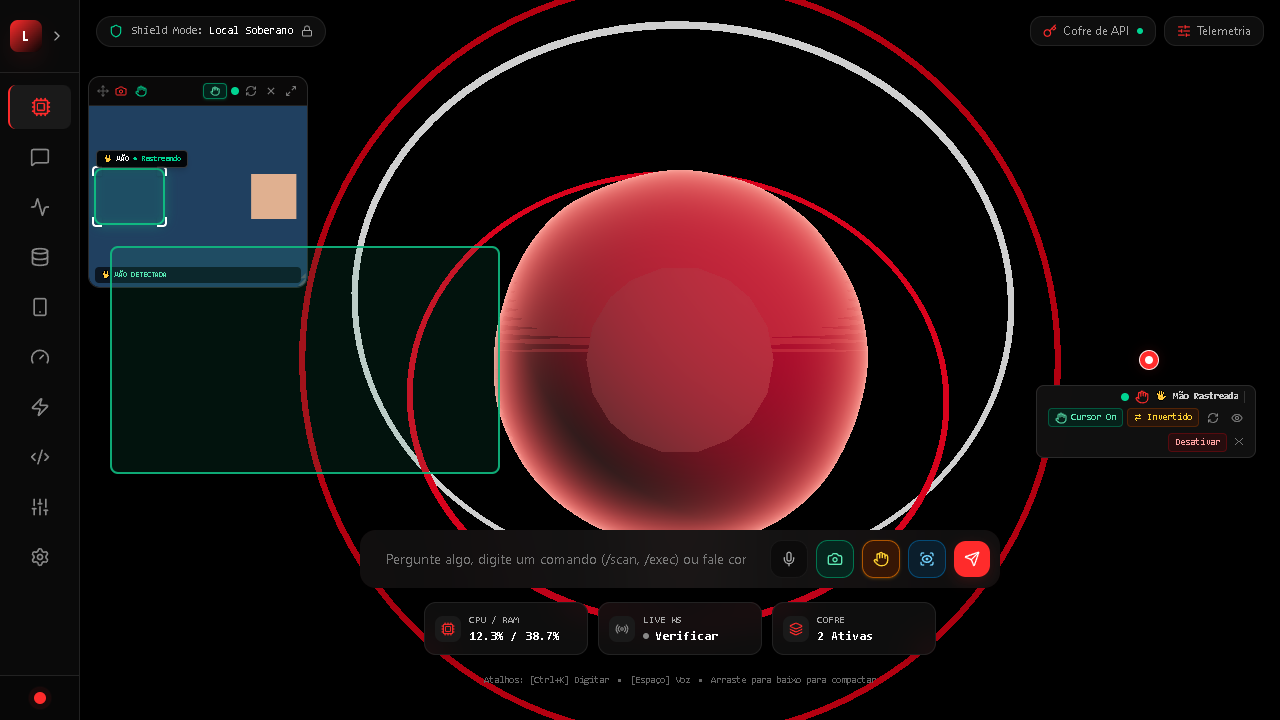 L
Shield Mode: Local Soberano
Cofre de API
Telemetria
MÃO • Rastreando
MÃO DETECTADA
Mão Rastreada
Cursor On
Invertido
Desativar
Pergunte algo, digite um comando (/scan, /exec) ou fale cor
CPU / RAM
12.3% / 38.7%
LIVE WS
Verificar
COFRE
2 Ativas
Atalhos: [Ctrl+K] Digitar • [Espaço] Voz • Arraste para baixo para compactar